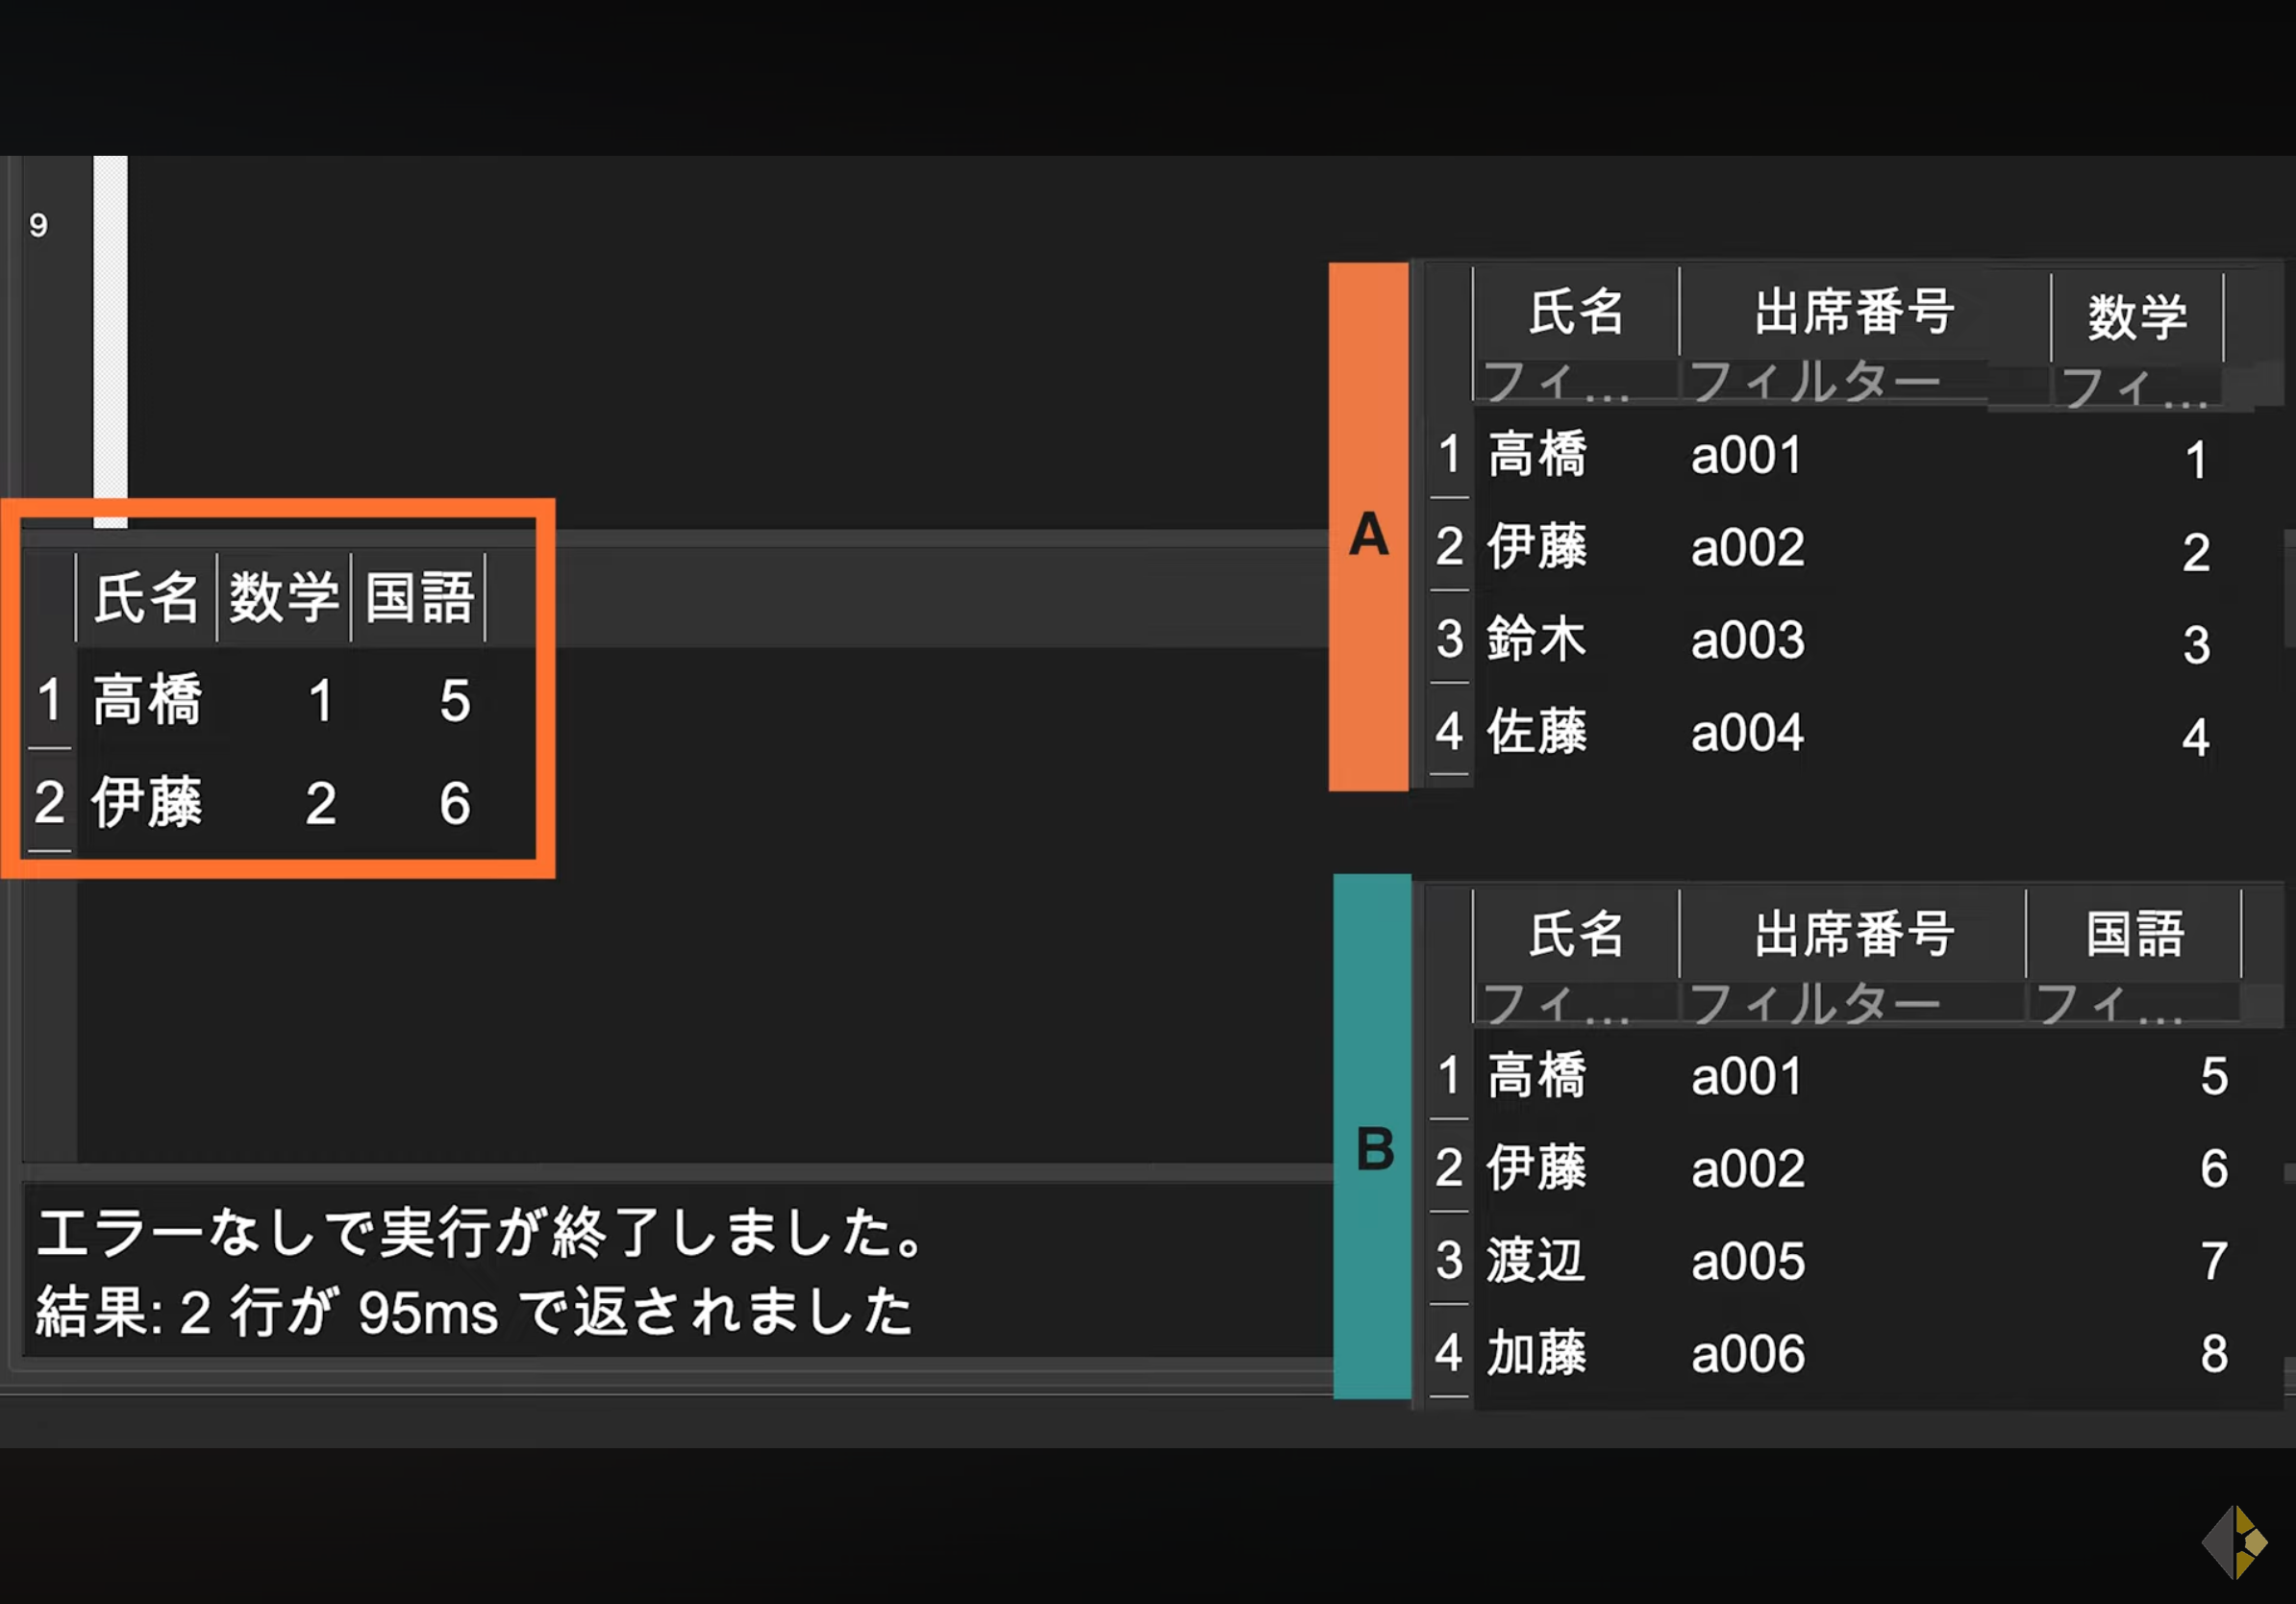 9
氏名 数学 国語
1 高橋 1 5
2 伊藤 2 6
エラーなしで実行が終了しました。
結果: 2 行が 95ms で返されました
A
氏名 出席番号 数学
フィ... フィルター フィ...
1 高橋 a001 1
2 伊藤 a002 2
3 鈴木 a003 3
4 佐藤 a004 4
B
氏名 出席番号 国語
フィ... フィルター フィ...
1 高橋 a001 5
2 伊藤 a002 6
3 渡辺 a005 7
4 加藤 a006 8